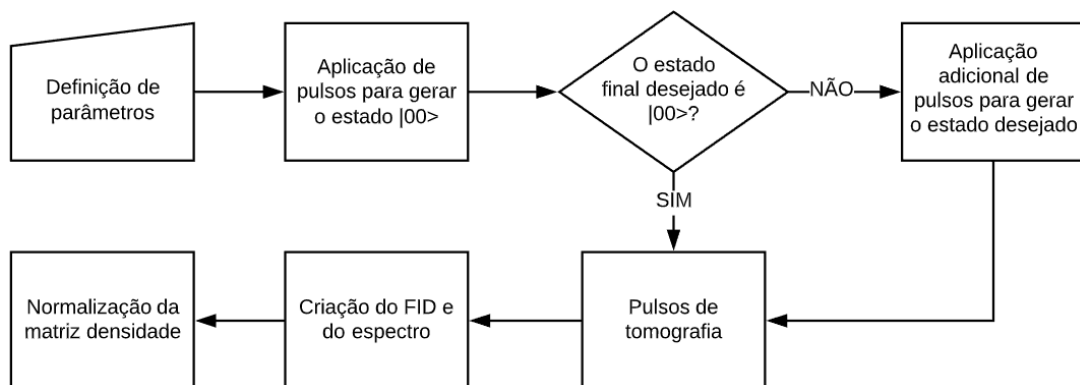 Definição de
parâmetros
Aplicação de
pulsos para gerar
o estado |00>
O estado
final desejado é
|00>?
NÃO
Aplicação
adicional de
pulsos para gerar
o estado desejado
SIM
Normalização da
matriz densidade
Criação do FID e
do espectro
Pulsos de
tomografia